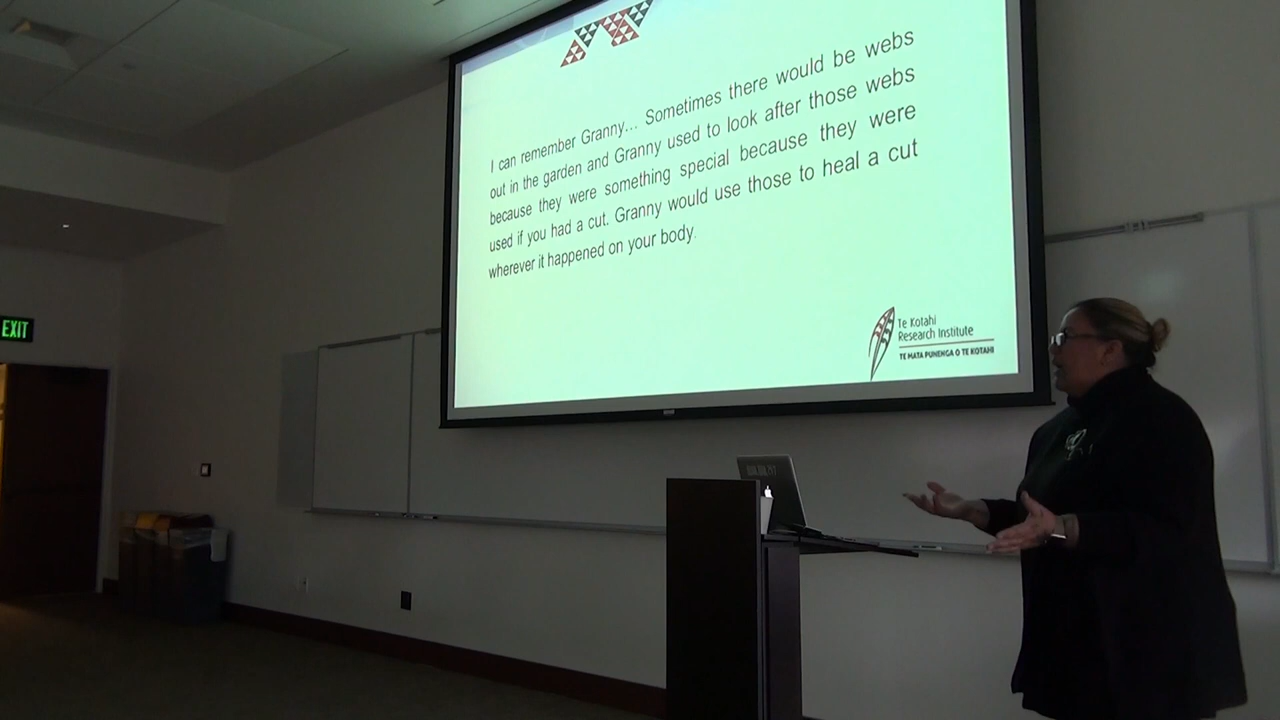 I can remember Granny... Sometimes there would be webs
out in the garden and Granny used to look after those webs
because they were something special because they were
used if you had a cut. Granny would use those to heal a cut
wherever it happened on your body.
Te Kotahi
Research Institute
TE MATA PUNENGA O TE KOTAHI
EXIT